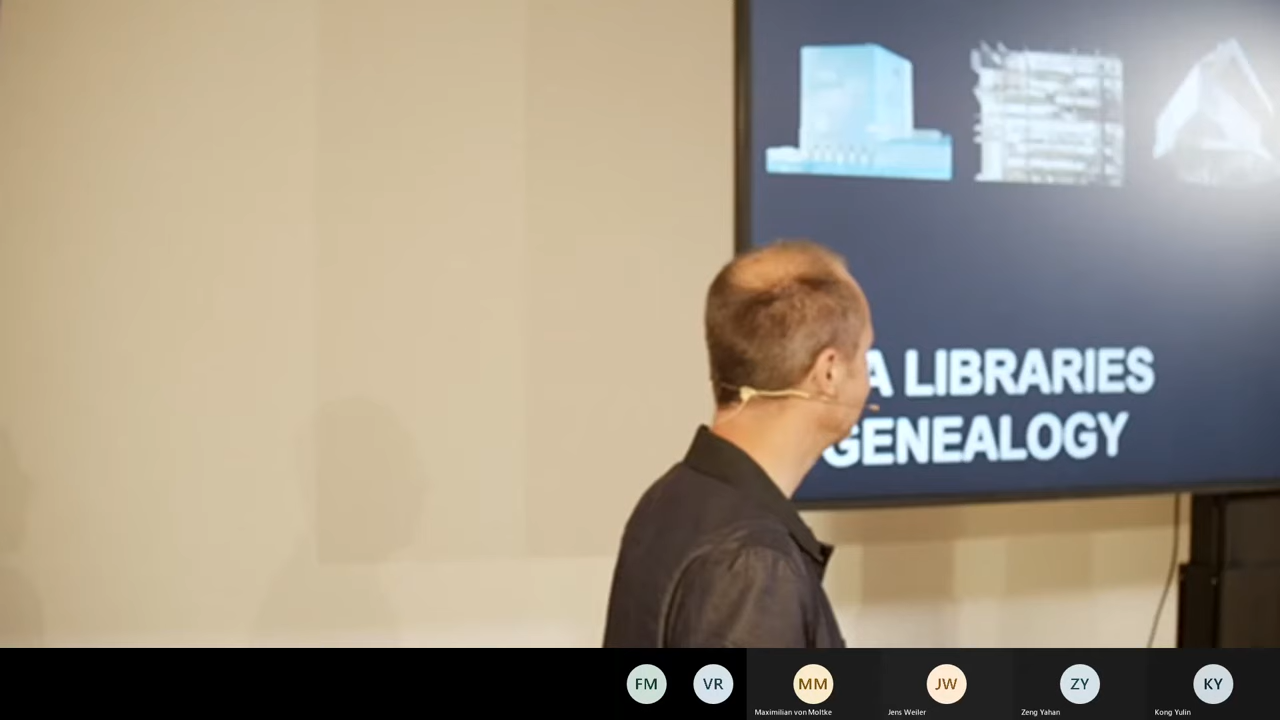 A LIBRARIES
GENEALOGY
FM
VR
MM
JW
ZY
KY
Maximilian von Moltke
Jens Weiler
Zeng Yahan
Kong Yulin